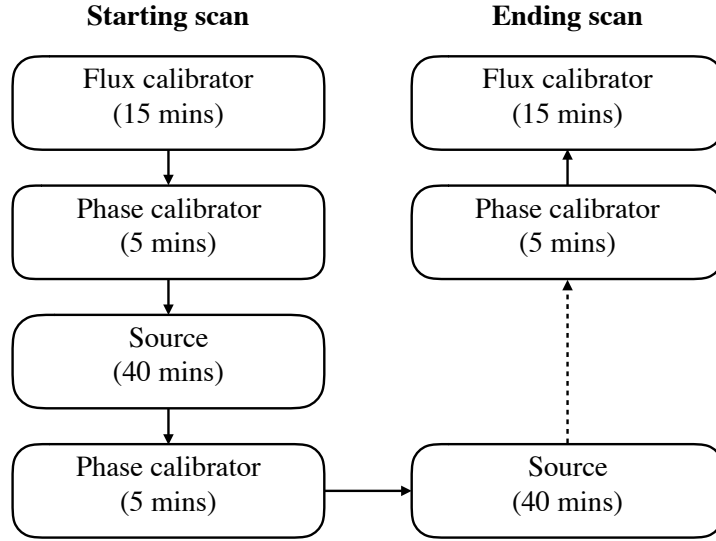 Starting scan
Flux calibrator
(15 mins)
Phase calibrator
(5 mins)
Source
(40 mins)
Phase calibrator
(5 mins)
Ending scan
Flux calibrator
(15 mins)
Phase calibrator
(5 mins)
Source
(40 mins)